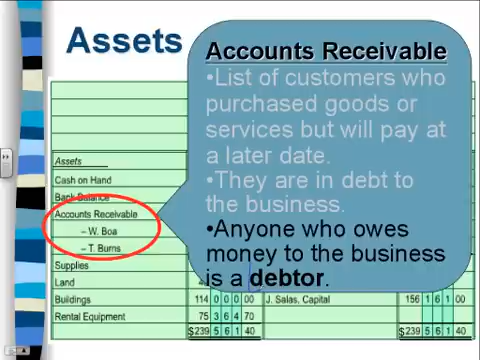 Assets
Accounts Receivable
•List of customers who
purchased goods or
services but will pay at
a later date.
•They are in debt to
the business.
•Anyone who owes
money to the business
is a debtor.
Assets
Cash on Hand
Bank Balance
Accounts Receivable
– W. Boa
– T. Burns
Supplies
Land
Buildings 114 0 0 0 00 J. Salas, Capital 156 1 6 1 00
Rental Equipment 75 3 6 4 70
$239 5 6 1 40 $239 5 6 1 40